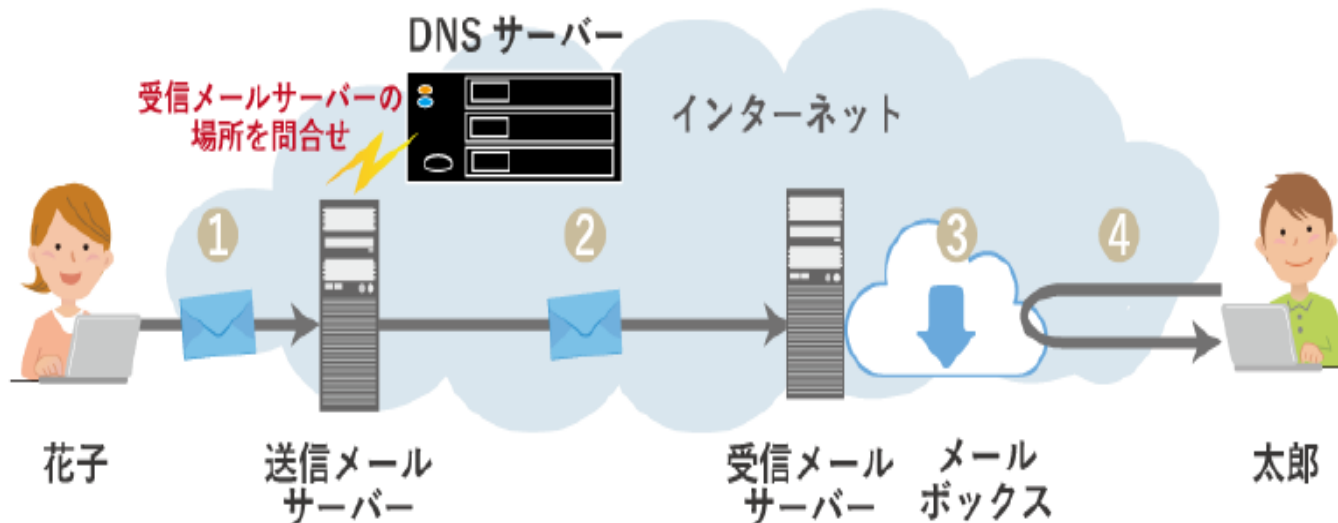 DNS サーバー
受信メールサーバーの
場所を問合せ
インターネット
1
2
3
4
花子
送信メール
サーバー
受信メール
サーバー
メール
ボックス
太郎